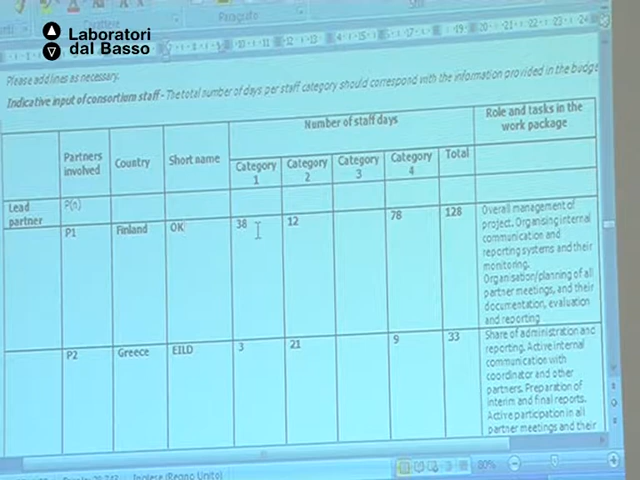 Laboratori
dal Basso
Paragrafo
Please add lines as necessary.
Indicative input of consortium staff - The total number of days per staff category should correspond with the information provided in the budge
Partners involved
Country
Short name
Number of staff days
Role and tasks in the work package
Category 1
Category 2
Category 3
Category 4
Total
Lead partner
P(n)
P1
Finland
OK
38
12
78
128
Overall management of
project. Organising internal
communication and
reporting systems and their
monitoring.
Organisation/planning of all
partner meetings, and their
documentation, evaluation
and reporting
P2
Greece
EILD
3
21
9
33
Share of administration and
reporting. Active internal
communication with
coordinator and other
partners. Preparation of
interim and final reports.
Active participation in all
partner meetings and their
Inglese (Regno Unito)
80%